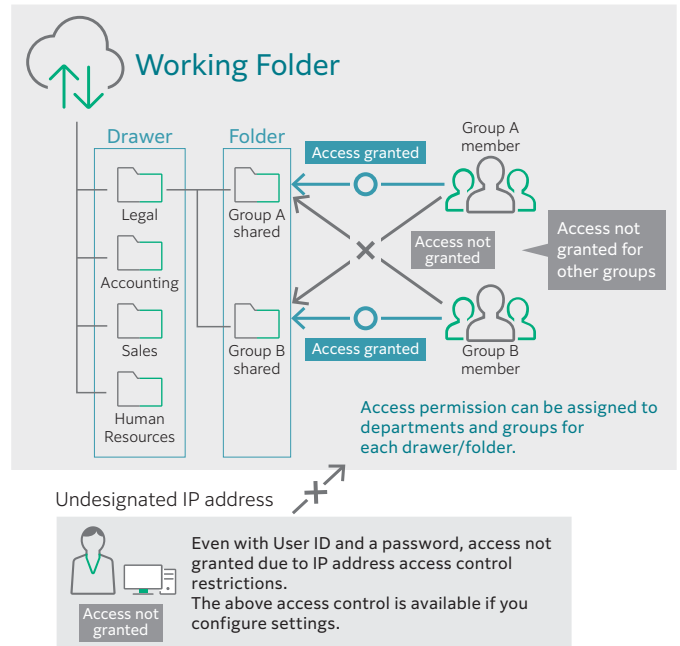 Working Folder
Drawer
Folder
Legal
Accounting
Sales
Human
Resources
Group A
shared
Group B
shared
Access granted
Group A
member
Access not
granted
Access not
granted for
other groups
Access granted
Group B
member
Access permission can be assigned to
departments and groups for
each drawer/folder.
Undesignated IP address
Access not
granted
Even with User ID and a password, access not
granted due to IP address access control
restrictions.
The above access control is available if you
configure settings.